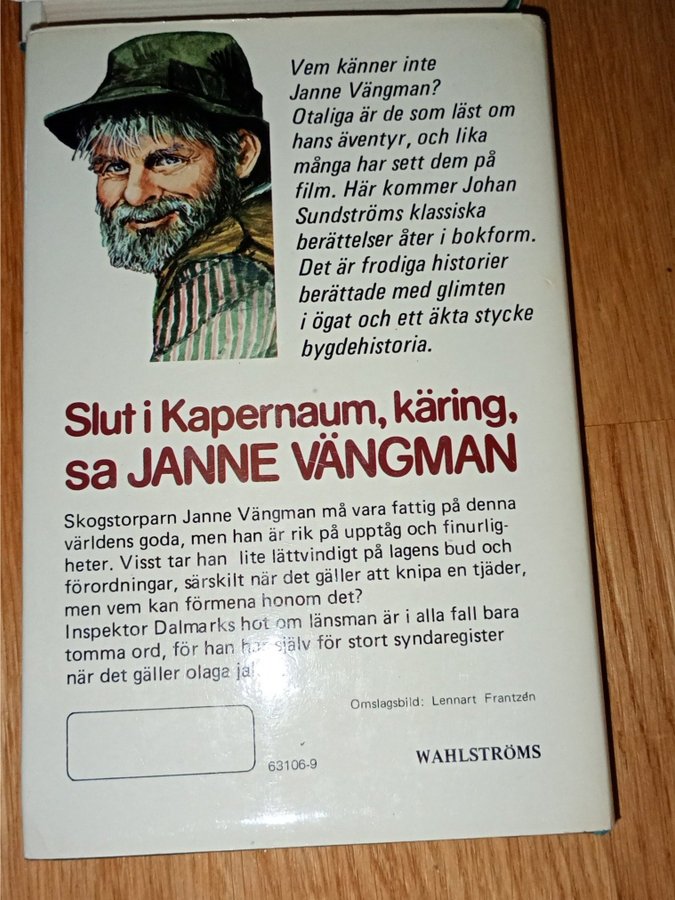 Vem känner inte
Janne Vängman?
Otaliga är de som läst om
hans äventyr, och lika
många har sett dem på
film. Här kommer Johan
Sundströms klassiska
berättelser åter i bokform.
Det är frodiga historier
berättade med glimten
i ögat och ett äkta stycke
bygdehistoria.
Slut i Kapernaum, käring,
sa JANNE VÄNGMAN
Skogstorparn Janne Vängman må vara fattig på denna
världens goda, men han är rik på upptåg och finurlig-
heter. Visst tar han lite lättvindigt på lagens bud och
förordningar, särskilt när det gäller att knipa en tjäder,
men vem kan förmena honom det?
Inspektor Dalmarks hot om länsman är i alla fall bara
tomma ord, för han har själv för stort syndaregister
när det gäller olaga
Omslagsbild: Lennart Frantzén
63106-9
WAHLSTRÖMS